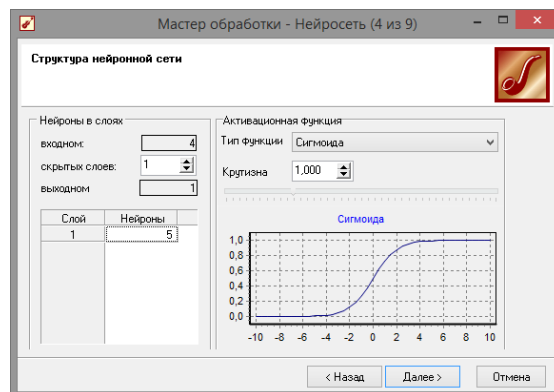 Мастер обработки - Нейросеть (4 из 9)
Структура нейронной сети
Нейроны в слоях
входном: 4
скрытых слоев: 1
выходном 1
Слой Нейроны
1 5
Активационная функция
Тип функции Сигмоида
Крутизна 1,000
Сигмоида
1,0
0,8
0,6
0,4
0,2
0,0
-10 -8 -6 -4 -2 0 2 4 6 8 10
< Назад Далее > Отмена